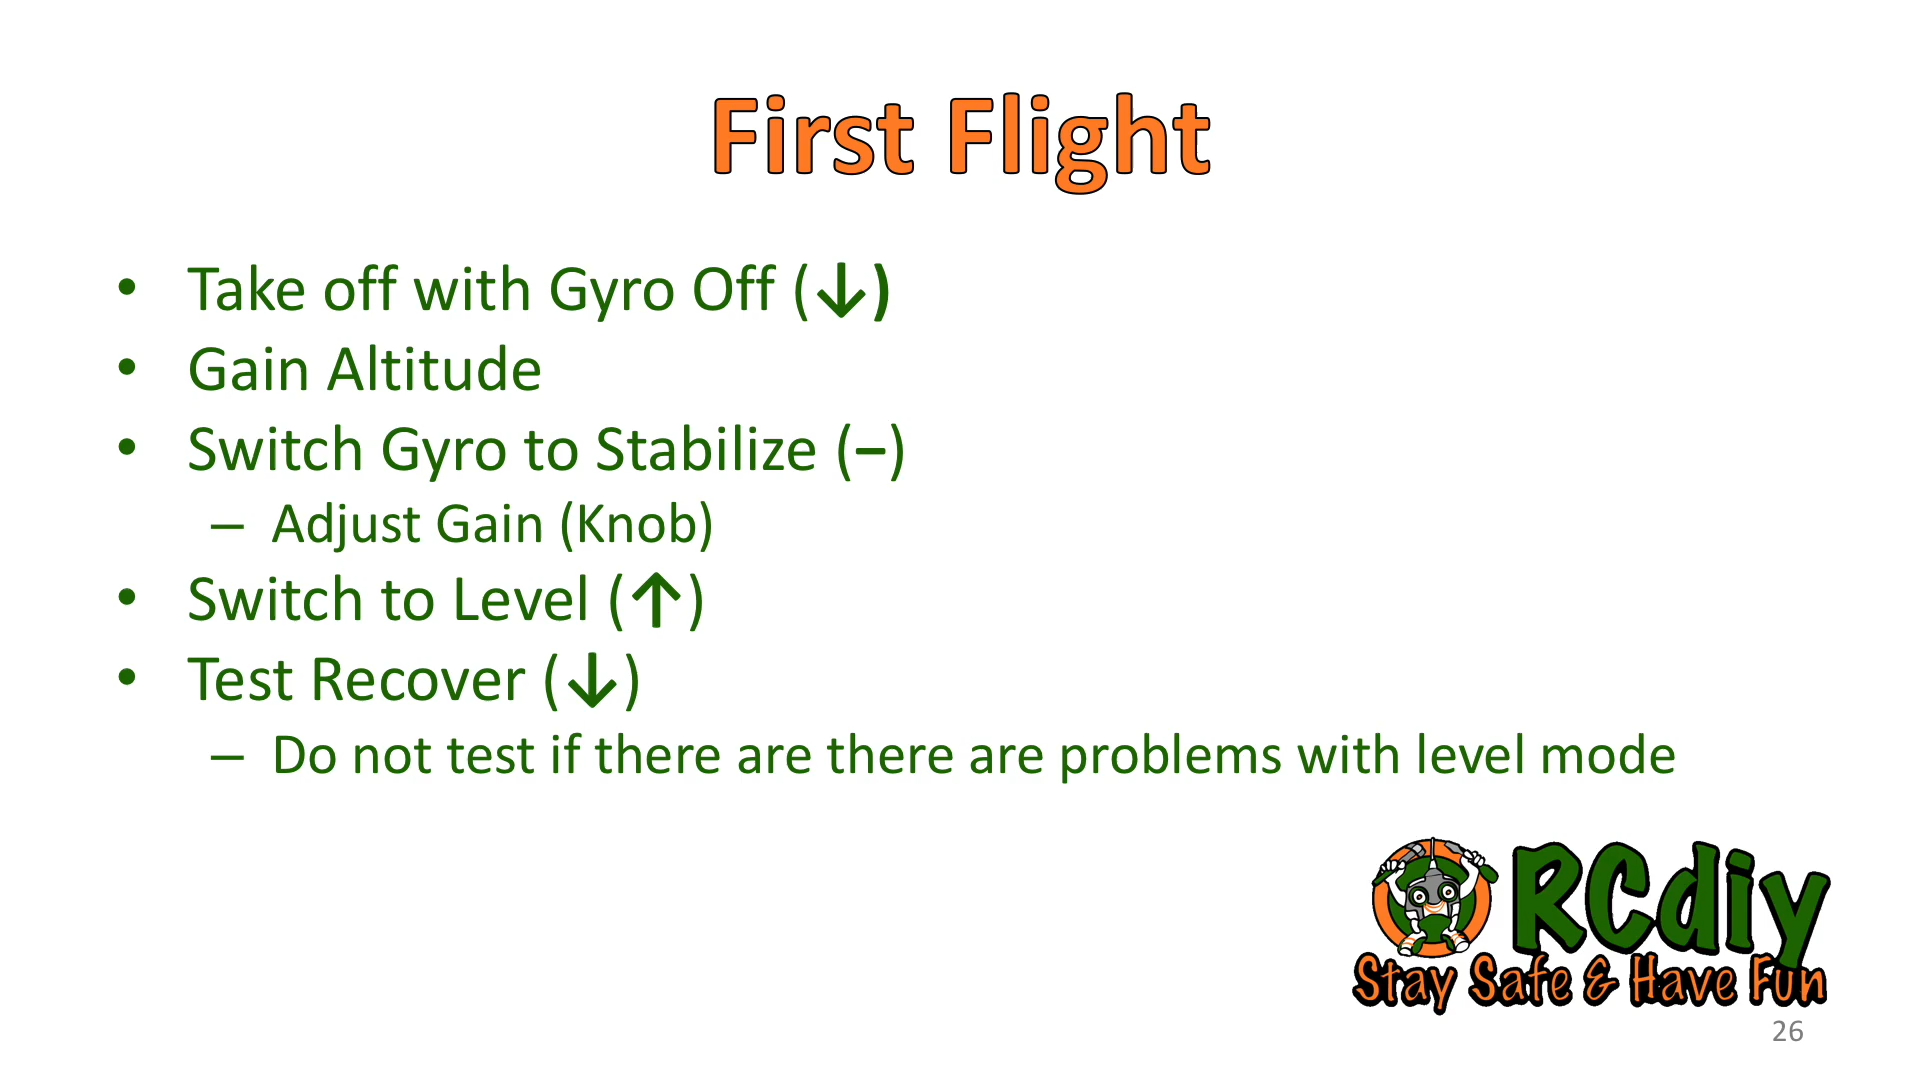 First Flight
• Take off with Gyro Off (↓)
• Gain Altitude
• Switch Gyro to Stabilize (−)
– Adjust Gain (Knob)
• Switch to Level (↑)
• Test Recover (↓)
– Do not test if there are there are problems with level mode
RCdiy
Stay Safe & Have Fun
26